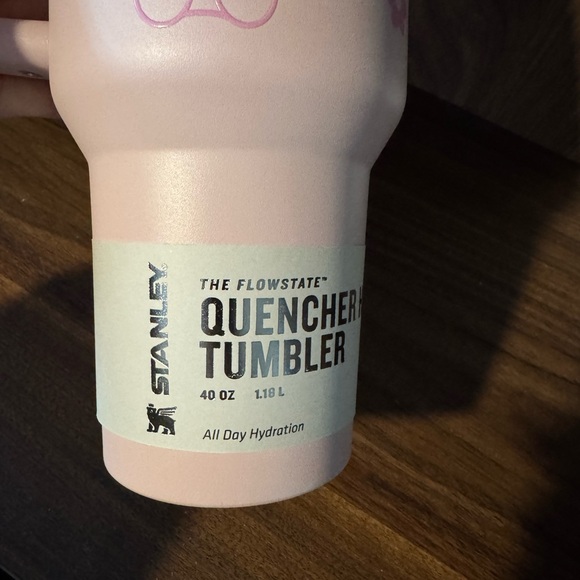 STANLEY
THE FLOWSTATE™
QUENCHER H
TUMBLER
40 OZ 1.18 L
All Day Hydration